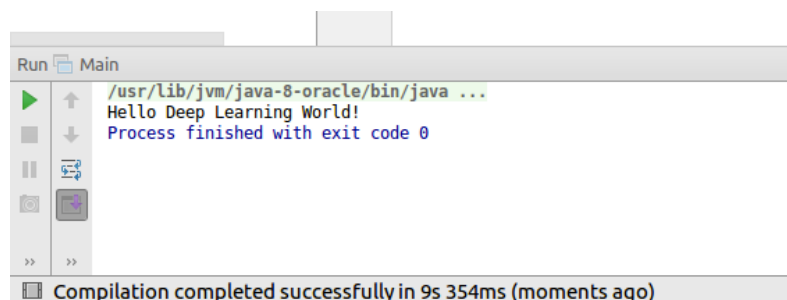 Run Main
/usr/lib/jvm/java-8-oracle/bin/java ...
Hello Deep Learning World!
Process finished with exit code 0
Compilation completed successfully in 9s 354ms (moments ago)